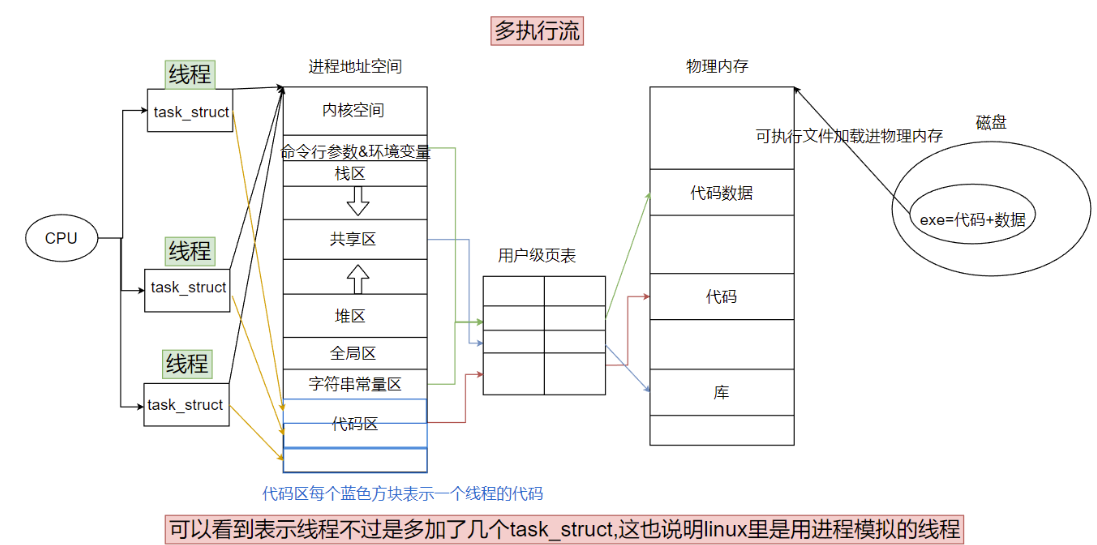 多执行流
线程
进程地址空间
物理内存
task_struct
内核空间
磁盘
可执行文件加载进物理内存
命令行参数&环境变量
栈区
代码数据
exe=代码+数据
CPU
共享区
线程
用户级页表
task_struct
代码
堆区
全局区
线程
字符串常量区
库
task_struct
代码区
代码区每个蓝色方块表示一个线程的代码
可以看到表示线程不过是多加了几个task_struct,这也说明linux里是用进程模拟的线程